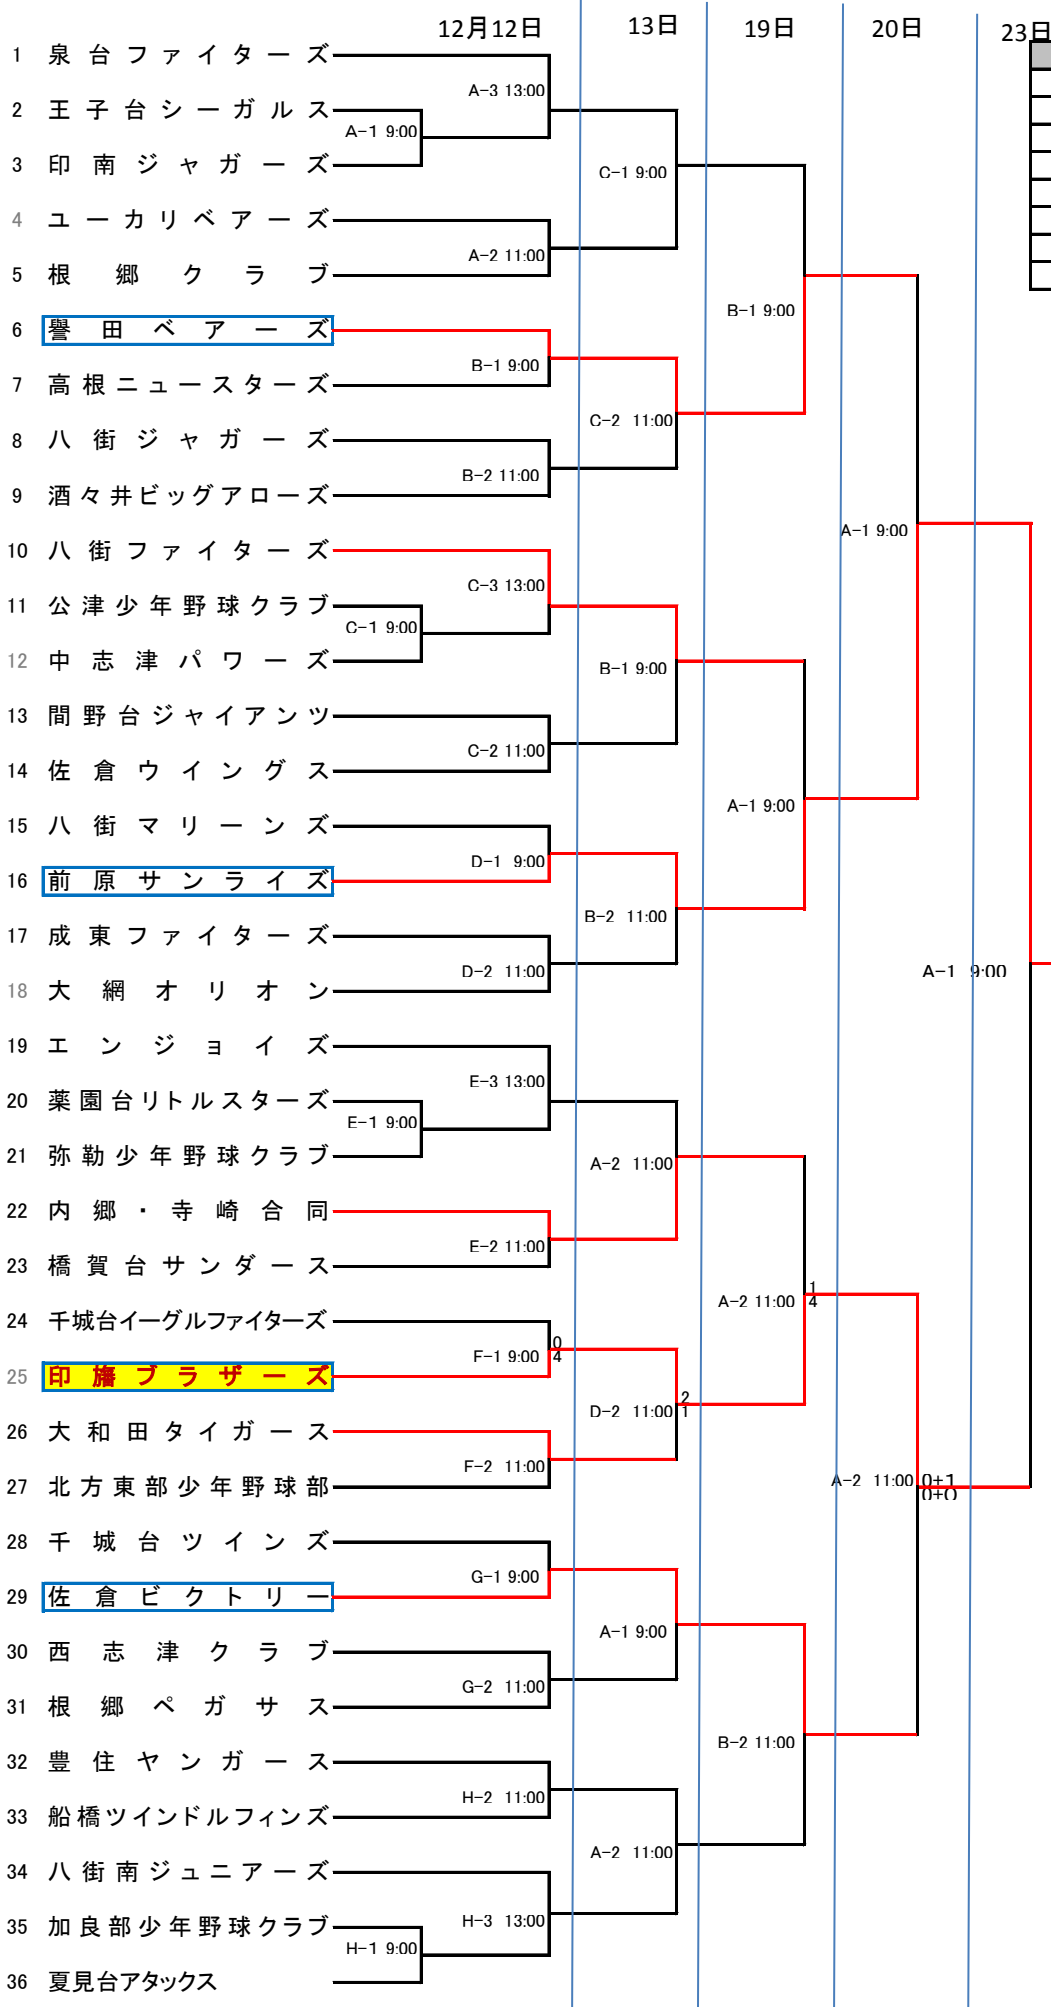 12月12日 13日 19日 20日 23日
1 泉台ファイターズ
A-3 13:00
2 王子台シーガルス
A-1 9:00
3 印南ジャガーズ
C-1 9:00
4 ユーカリベアーズ
A-2 11:00
5 根郷クラブ
B-1 9:00
6 譽田ベアーズ
B-1 9:00
7 高根ニュースターズ
C-2 11:00
8 八街ジャガーズ
B-2 11:00
9 酒々井ビッグアローズ
A-1 9:00
10 八街ファイターズ
C-3 13:00
11 公津少年野球クラブ
C-1 9:00
12 中志津パワーズ
B-1 9:00
13 間野台ジャイアンツ
C-2 11:00
14 佐倉ウイングス
A-1 9:00
15 八街マリーンズ
D-1 9:00
16 前原サンライズ
B-2 11:00
17 成東ファイターズ
D-2 11:00
A-1 9:00
18 大網オリオン
19 エンジョイズ
E-3 13:00
20 薬園台リトルスターズ
E-1 9:00
21 弥勒少年野球クラブ
A-2 11:00
22 内郷・寺崎合同
E-2 11:00
23 橋賀台サンダース
A-2 11:00 1
4
24 千城台イーグルファイターズ
F-1 9:00 0
4
25 印旛ブラザーズ
D-2 11:00 2
1
26 大和田タイガース
F-2 11:00
27 北方東部少年野球部
A-2 11:00 0+1
0+0
28 千城台ツインズ
G-1 9:00
29 佐倉ビクトリー
A-1 9:00
30 西志津クラブ
G-2 11:00
31 根郷ペガサス
B-2 11:00
32 豊住ヤンガース
H-2 11:00
33 船橋ツインドルフィンズ
A-2 11:00
34 八街南ジュニアーズ
H-3 13:00
35 加良部少年野球クラブ
H-1 9:00
36 夏見台アタックス